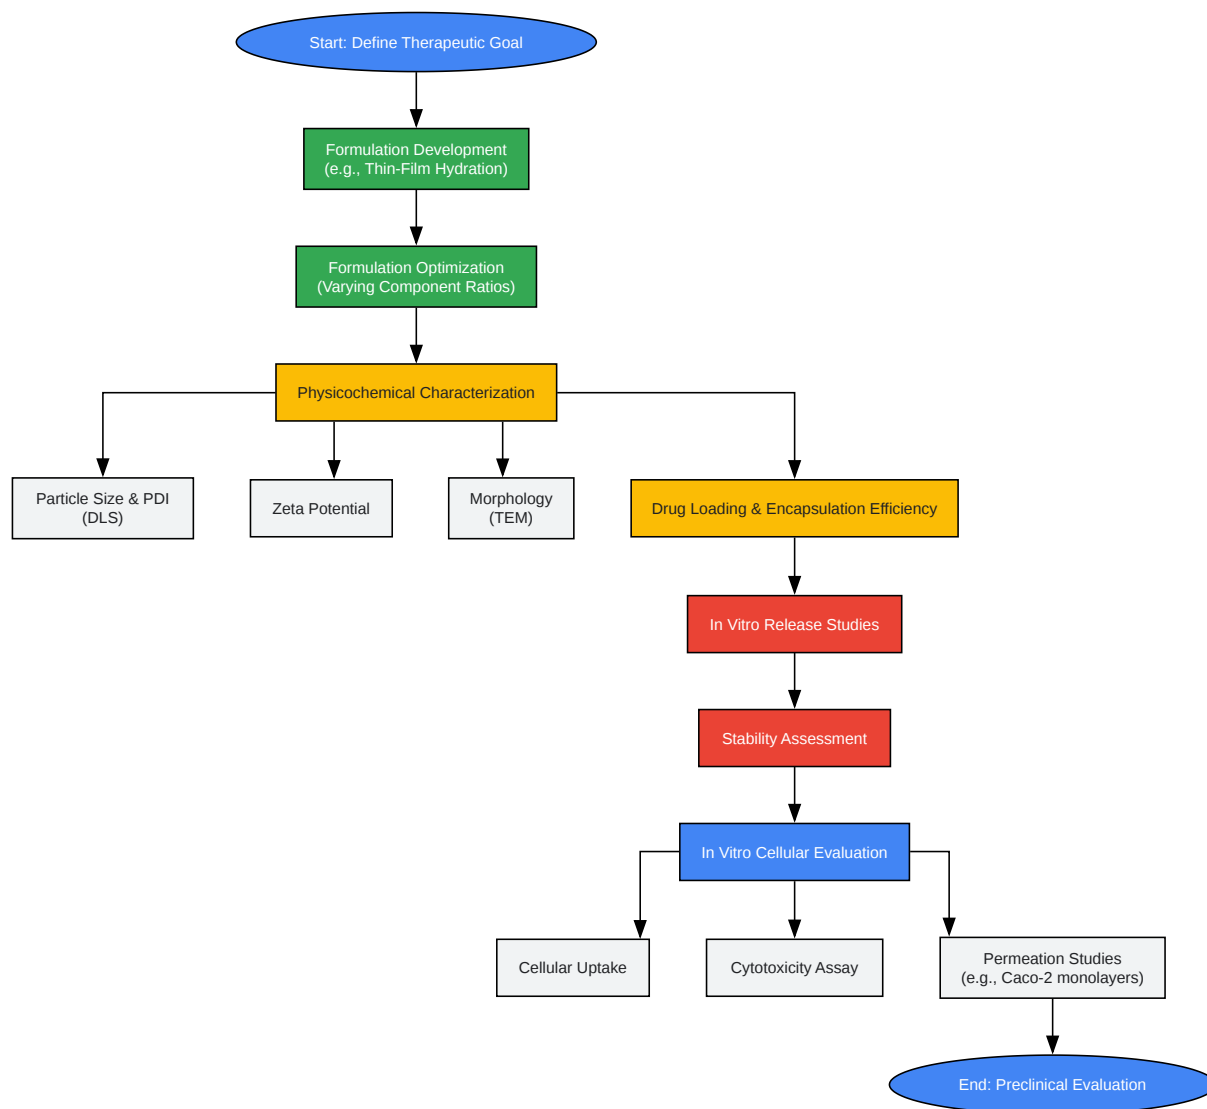 Start: Define Therapeutic Goal
Formulation Development
(e.g., Thin-Film Hydration)
Formulation Optimization
(Varying Component Ratios)
Physicochemical Characterization
Particle Size & PDI
(DLS)
Zeta Potential
Morphology
(TEM)
Drug Loading & Encapsulation Efficiency
In Vitro Release Studies
Stability Assessment
In Vitro Cellular Evaluation
Cellular Uptake
Cytotoxicity Assay
Permeation Studies
(e.g., Caco-2 monolayers)
End: Preclinical Evaluation